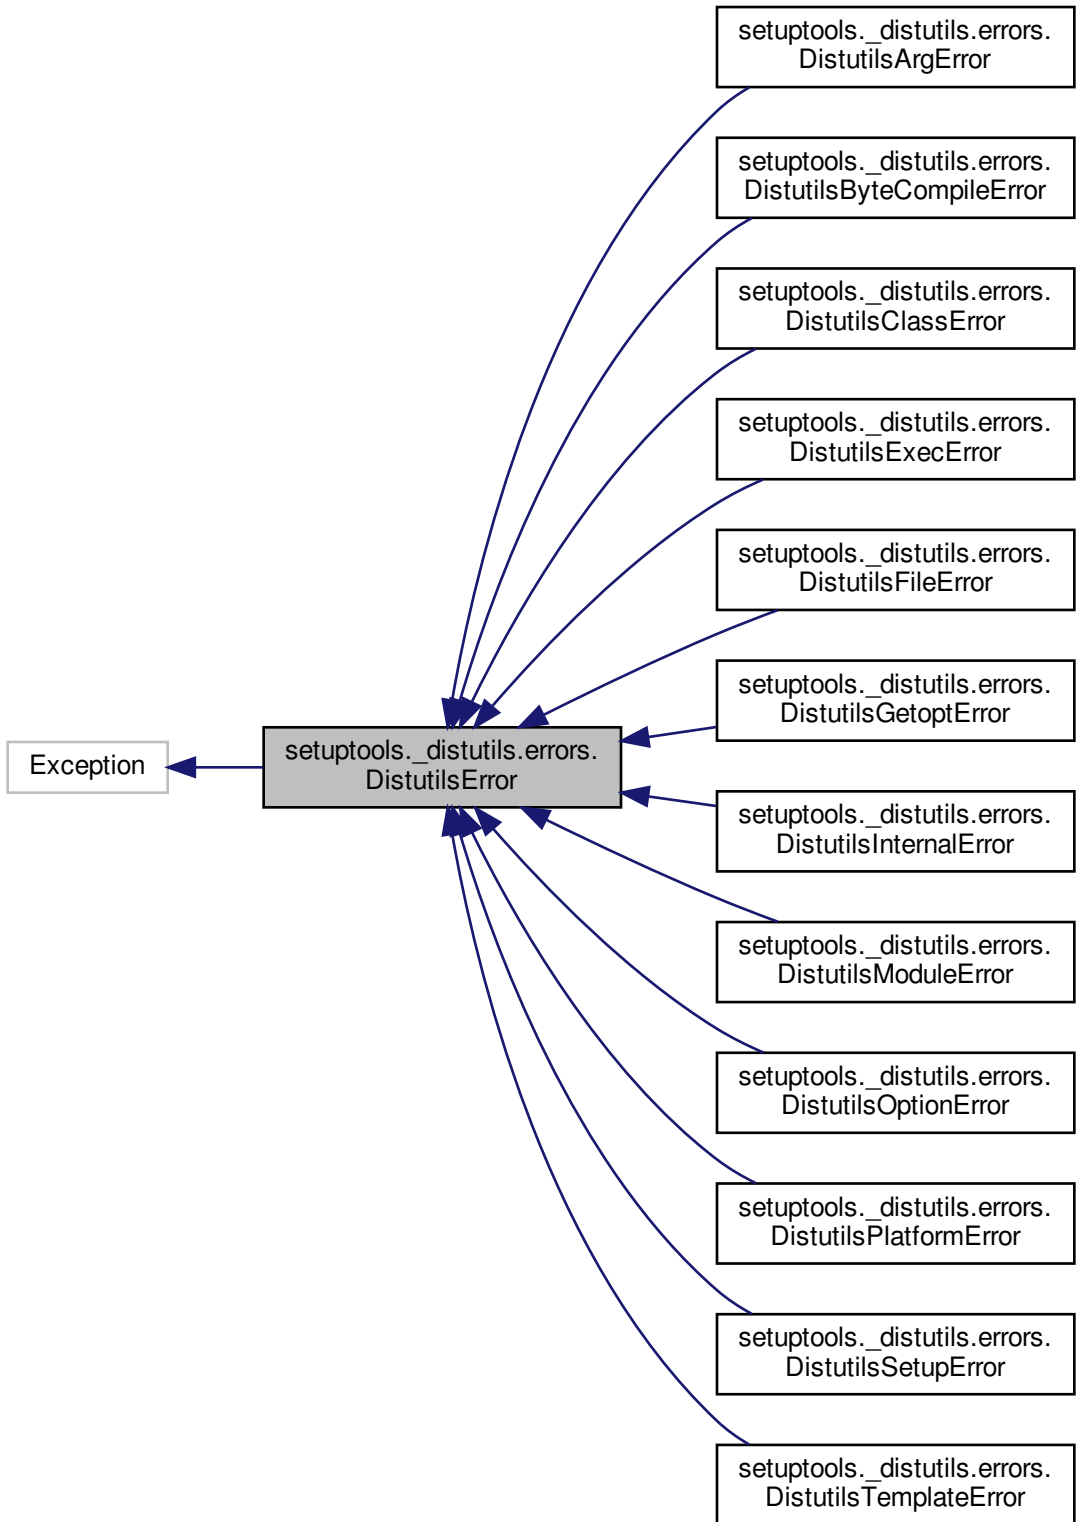 setuptools._distutils.errors.
DistutilsArgError
setuptools._distutils.errors.
DistutilsByteCompileError
setuptools._distutils.errors.
DistutilsClassError
setuptools._distutils.errors.
DistutilsExecError
setuptools._distutils.errors.
DistutilsFileError
setuptools._distutils.errors.
DistutilsGetoptError
Exception
setuptools._distutils.errors.
DistutilsError
setuptools._distutils.errors.
DistutilsInternalError
setuptools._distutils.errors.
DistutilsModuleError
setuptools._distutils.errors.
DistutilsOptionError
setuptools._distutils.errors.
DistutilsPlatformError
setuptools._distutils.errors.
DistutilsSetupError
setuptools._distutils.errors.
DistutilsTemplateError